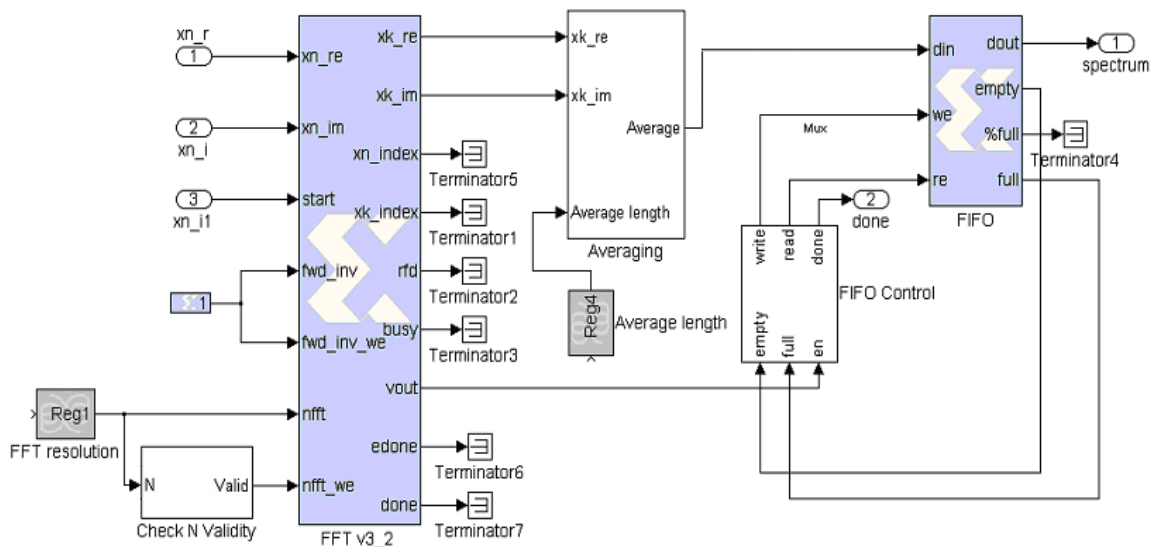 xn_r
1
xn_re
2
xn_im
xn_i
3
start
xn_i1
1
fwd_inv
fwd_inv_we
Reg1
nfft
FFT resolution
N
Valid
nfft_we
Check N Validity
xk_re
xk_im
xn_index
Terminator5
xk_index
Terminator1
rfd
Terminator2
busy
Terminator3
vout
edone
Terminator6
done
Terminator7
FFT v3_2
xk_re
xk_im
Average
Average length
Averaging
Reg4
Average length
Mux
write
read
done
empty
full
en
FIFO Control
2
done
din
we
re
dout
empty
%full
full
FIFO
1
spectrum
Terminator4